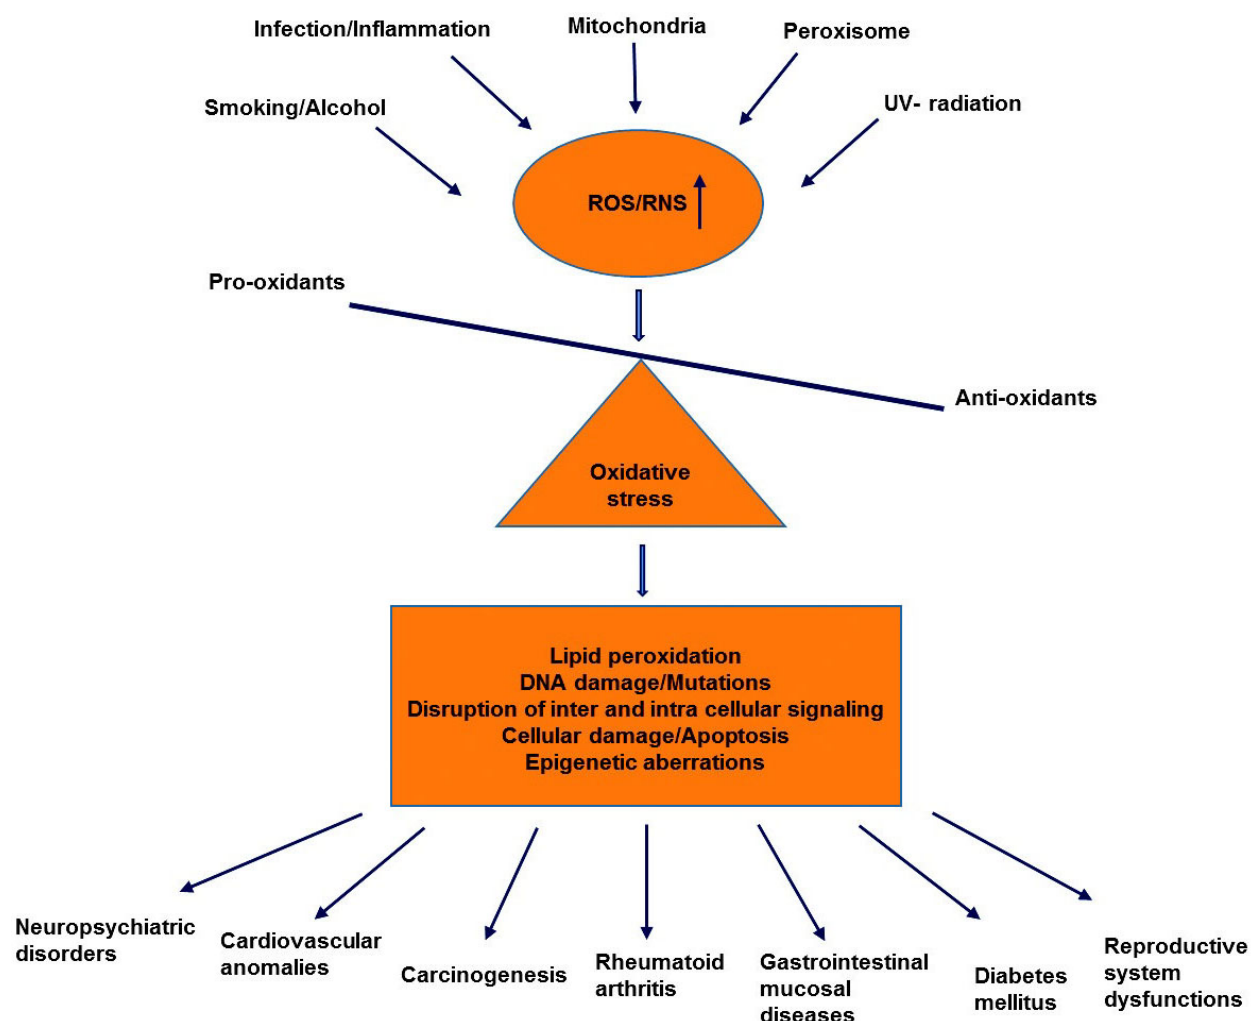 Infection/Inflammation
Mitochondria
Peroxisome
Smoking/Alcohol
UV- radiation
ROS/RNS
Pro-oxidants
Anti-oxidants
Oxidative
stress
Lipid peroxidation
DNA damage/Mutations
Disruption of inter and intra cellular signaling
Cellular damage/Apoptosis
Epigenetic aberrations
Neuropsychiatric
disorders
Cardiovascular
anomalies
Carcinogenesis
Rheumatoid
arthritis
Gastrointestinal
mucosal
diseases
Diabetes
mellitus
Reproductive
system
dysfunctions